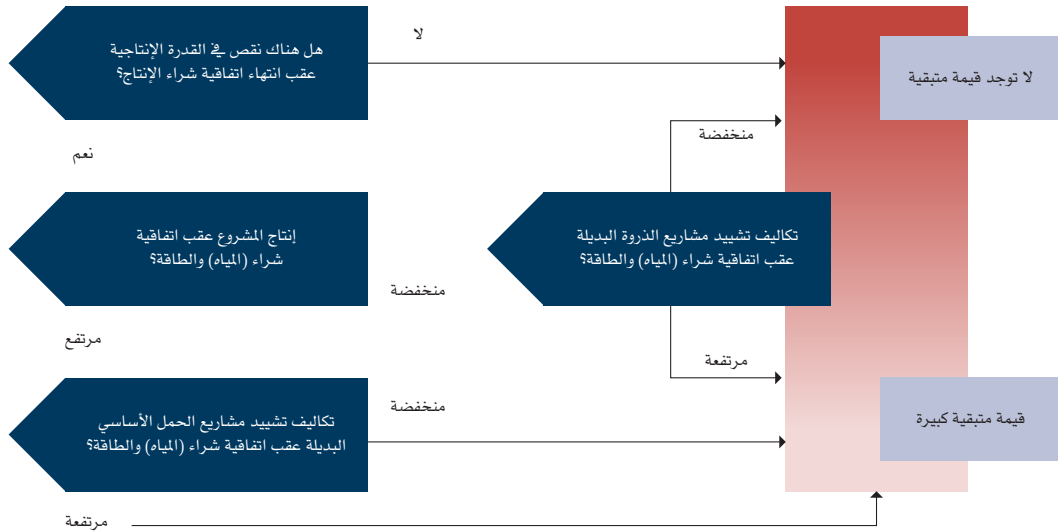 هل هناك نقص في القدرة الإنتاجية
عقب انتهاء اتفاقية شراء الإنتاج؟
لا
لا توجد قيمة متبقية
منخفضة
نعم
إنتاج المشروع عقب اتفاقية
شراء (المياه) والطاقة؟
تكاليف تشييد مشاريع الذروة البديلة
عقب اتفاقية شراء (المياه) والطاقة؟
منخفضة
مرتفع
مرتفعة
تكاليف تشييد مشاريع الحمل الأساسي
البديلة عقب اتفاقية شراء (المياه) والطاقة؟
منخفضة
قيمة متبقية كبيرة
مرتفعة